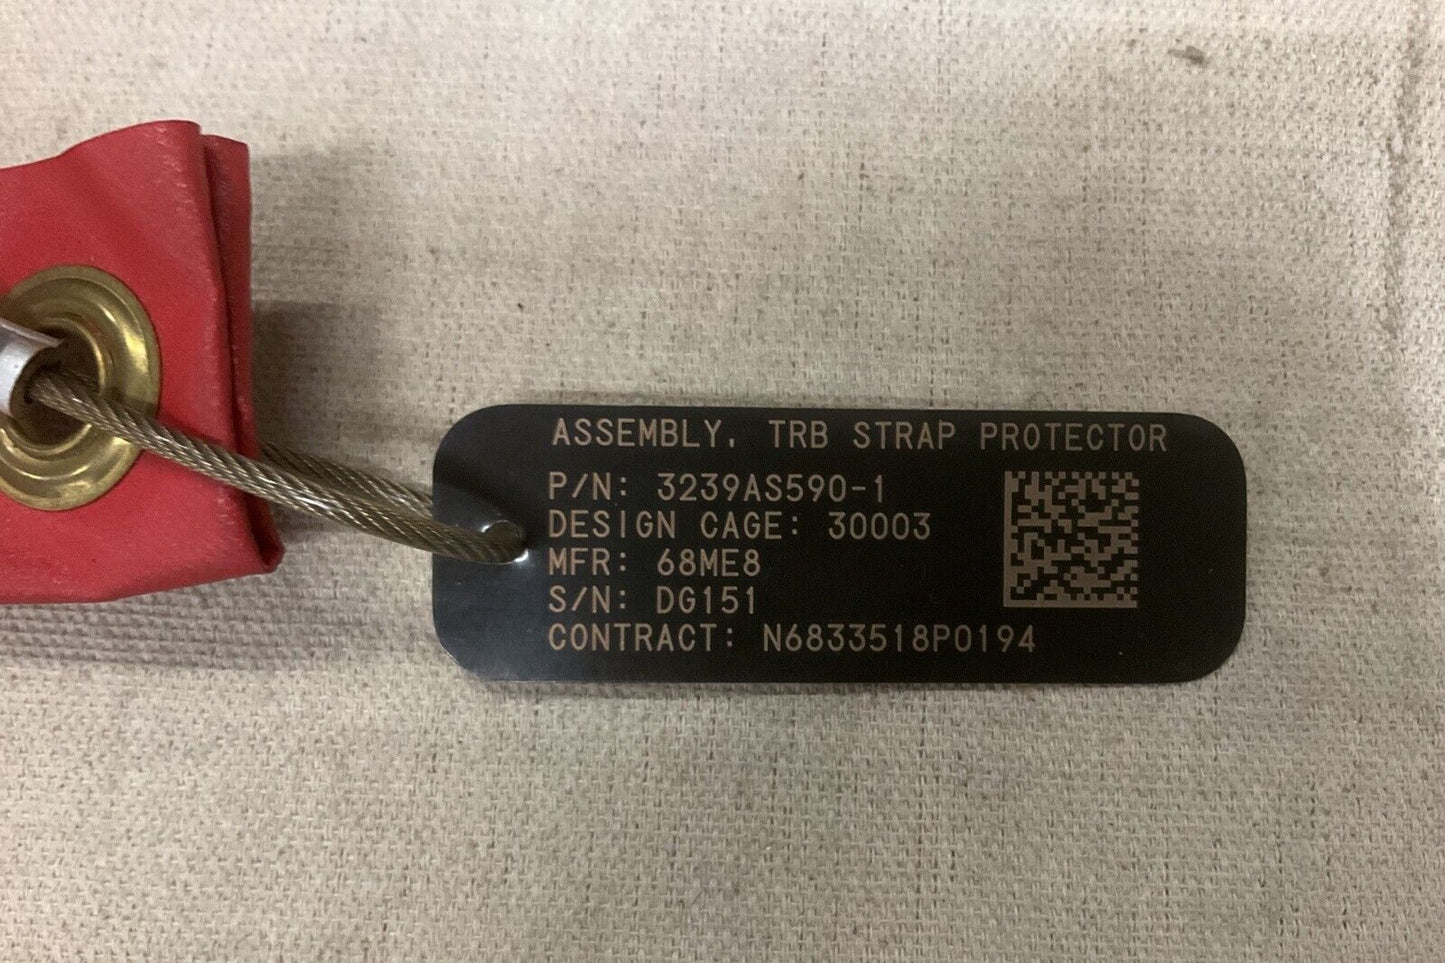 ASSEMBLY, TRB STRAP PROTECTOR
P/N: 3239AS590-1
DESIGN CAGE: 30003
MFR: 68ME8
S/N: DG151
CONTRACT: N6833518P0194